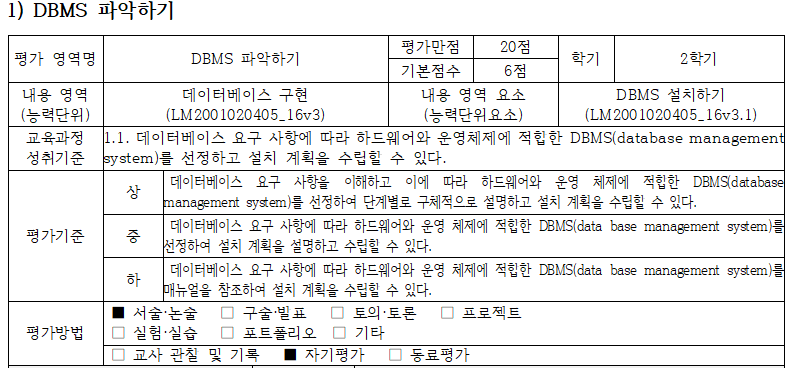 1) DBMS 파악하기
평가 영역명 DBMS 파악하기 평가만점 20점 학기 2학기
기본점수 6점
내용 영역 데이터베이스 구현 내용 영역 요소 DBMS 설치하기
(능력단위) (LM2001020405_16v3) (능력단위요소) (LM2001020405_16v3.1)
교육과정 1.1. 데이터베이스 요구 사항에 따라 하드웨어와 운영체제에 적힙한 DBMS(database management
성취기준 system)를 선정하고 설치 계획을 수립할 수 있다.
평가기준
상 데이터베이스 요구 사항을 이해하고 이에 따라 하드웨어와 운영 체제에 적힙한 DBMS(database
management system)를 선정하여 단계별로 구체적으로 설명하고 설치 계획을 수립할 수 있다.
중 데이터베이스 요구 사항에 따라 하드웨어와 운영 체제에 적힙한 DBMS(data base management system)를
선정하여 설치 계획을 설명하고 수립할 수 있다.
하 데이터베이스 요구 사항에 따라 하드웨어와 운영 체제에 적힙한 DBMS(data base management system)를
매뉴얼을 참조하여 설치 계획을 수립할 수 있다.
평가방법
■ 서술·논술 □ 구술·발표 □ 토의·토론 □ 프로젝트
□ 실험·실습 □ 포트폴리오 □ 기타
□ 교사 관찰 및 기록 ■ 자기평가 □ 동료평가